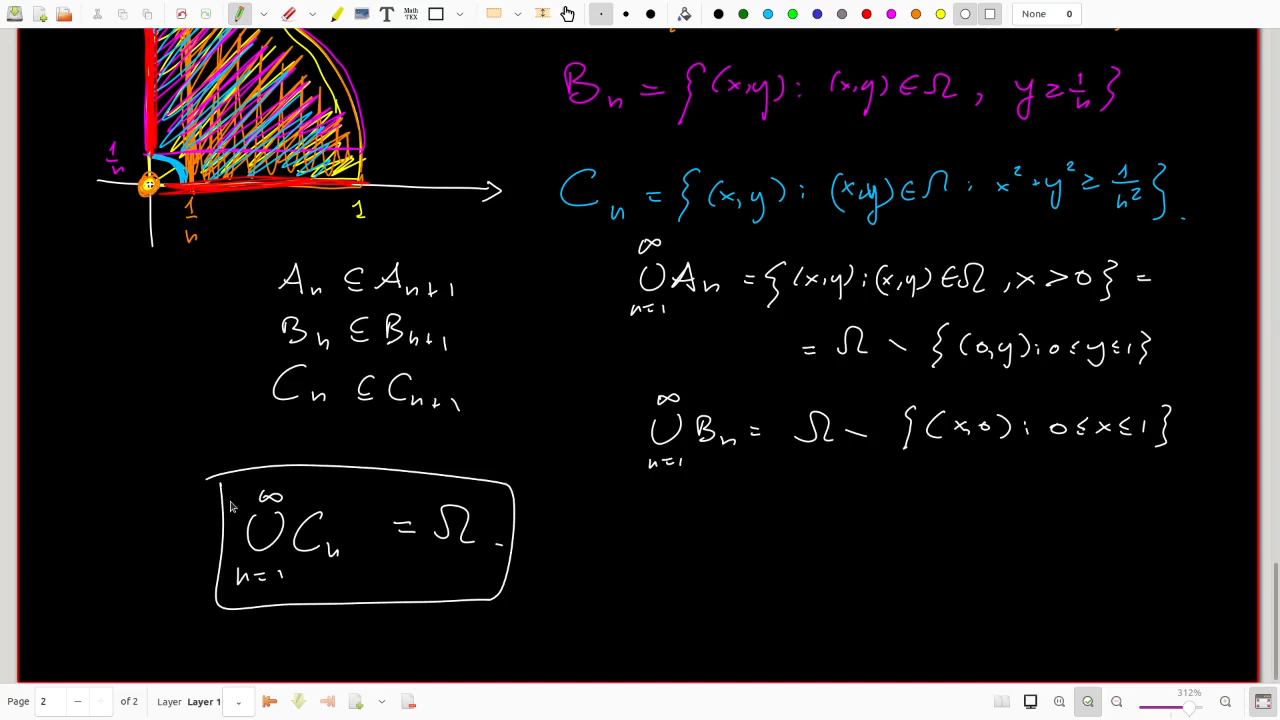 Math TEX T None 0
B_n = {(x,y) : (x,y) ∈ Ω, y ≥ 1/n}
1/n
C_n = {(x,y) : (x,y) ∈ Ω : x² + y² ≥ 1/n²}.
1/n 1
A_n ⊆ A_{n+1}
⋃_{n=1}^∞ A_n = {(x,y) : (x,y) ∈ Ω, x > 0} =
B_n ⊆ B_{n+1}
= Ω \ {(0,y) : 0 ≤ y ≤ 1}
C_n ⊆ C_{n+1}
⋃_{n=1}^∞ B_n = Ω \ {(x,0) : 0 ≤ x ≤ 1}
⋃_{n=1}^∞ C_n = Ω.
Page 2 of 2 Layer Layer 1 312%